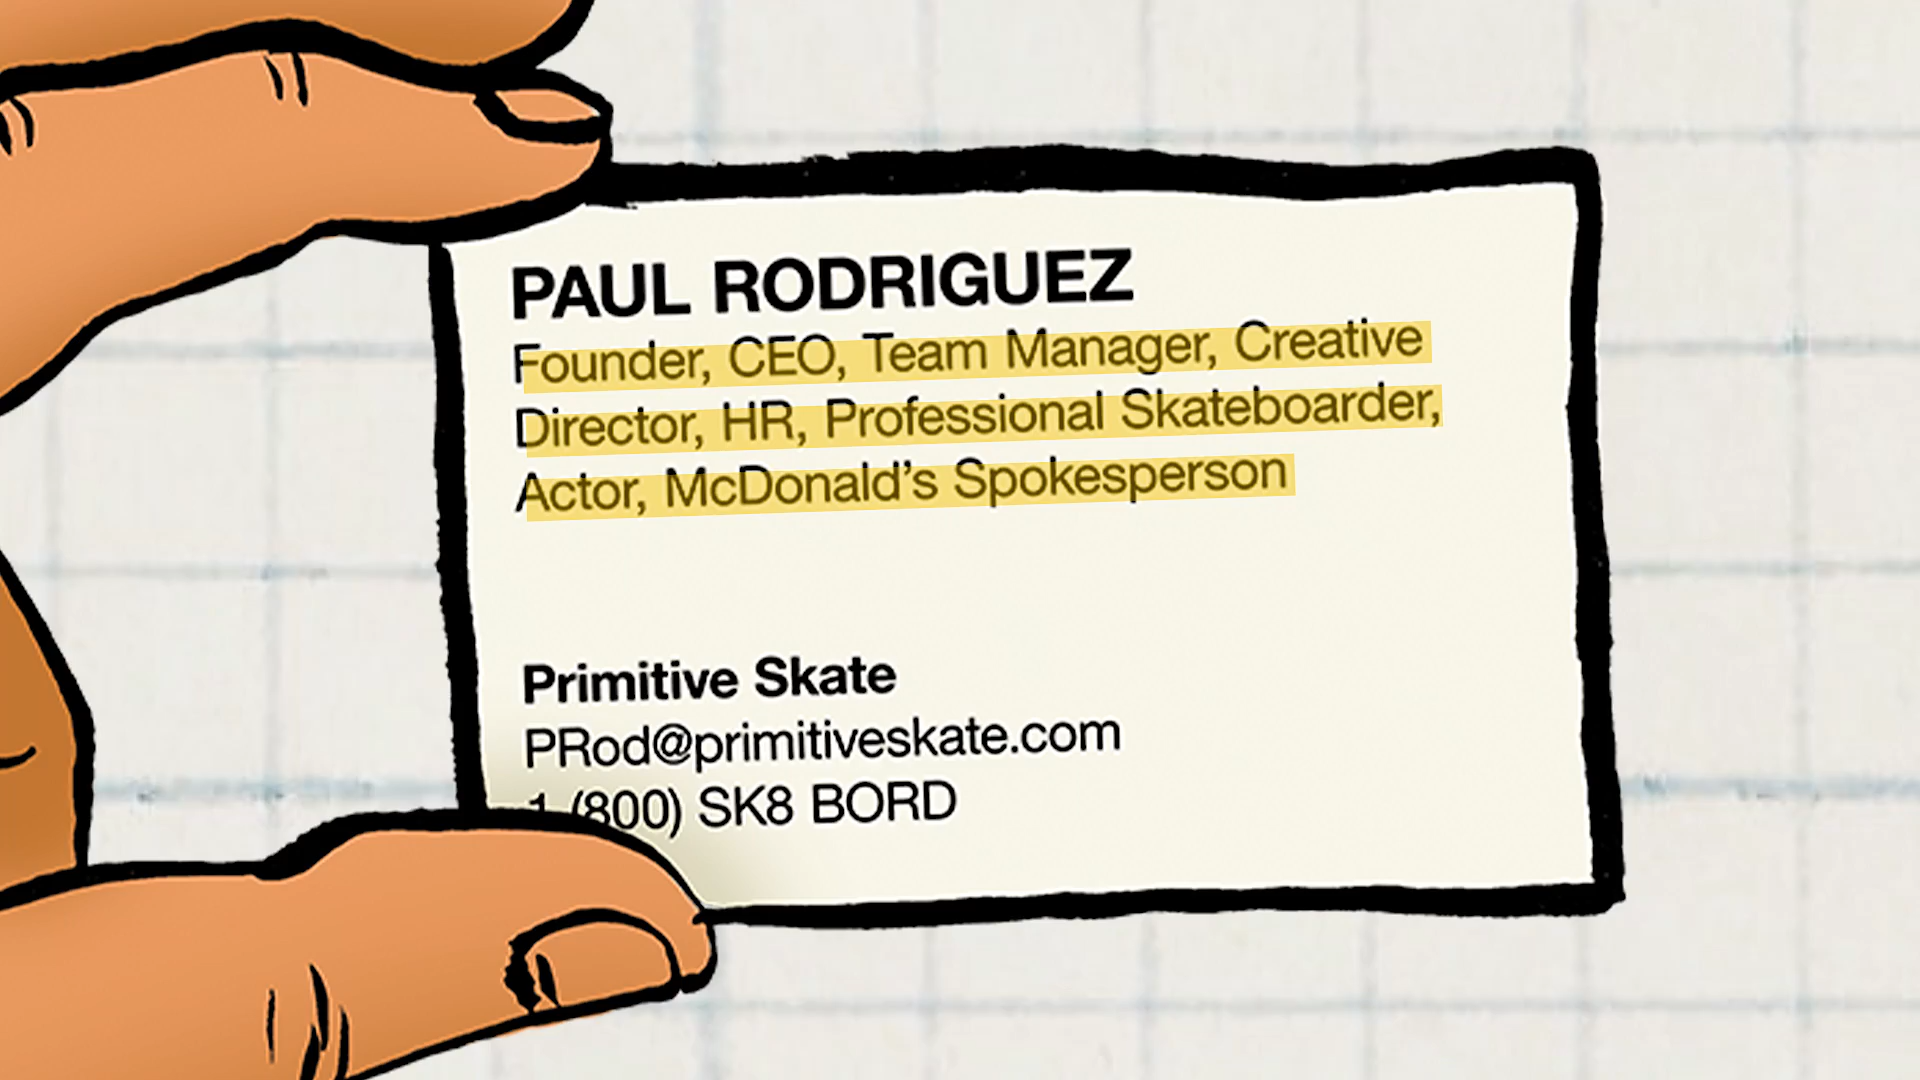 PAUL RODRIGUEZ
Founder, CEO, Team Manager, Creative
Director, HR, Professional Skateboarder,
Actor, McDonald’s Spokesperson
Primitive Skate
PRod@primitiveskate.com
1 (800) SK8 BORD